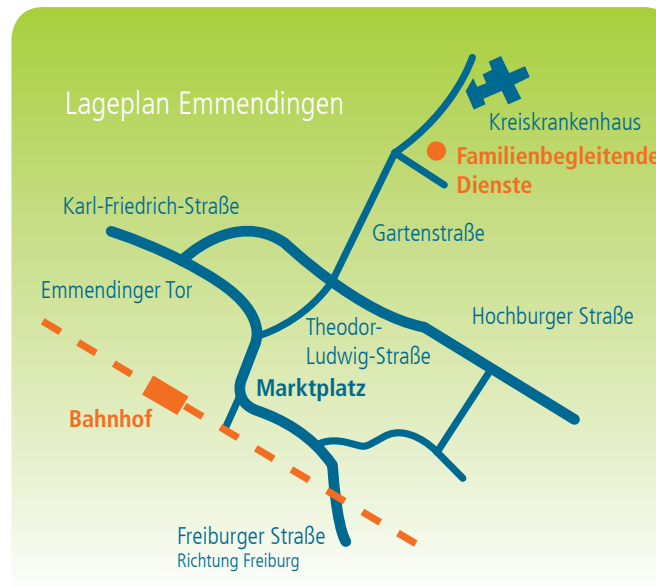 Lageplan Emmendingen
Kreiskrankenhaus
Familienbegleitende
Dienste
Karl-Friedrich-Straße
Gartenstraße
Emmendinger Tor
Hochburger Straße
Theodor-
Ludwig-Straße
Marktplatz
Bahnhof
Freiburger Straße
Richtung Freiburg